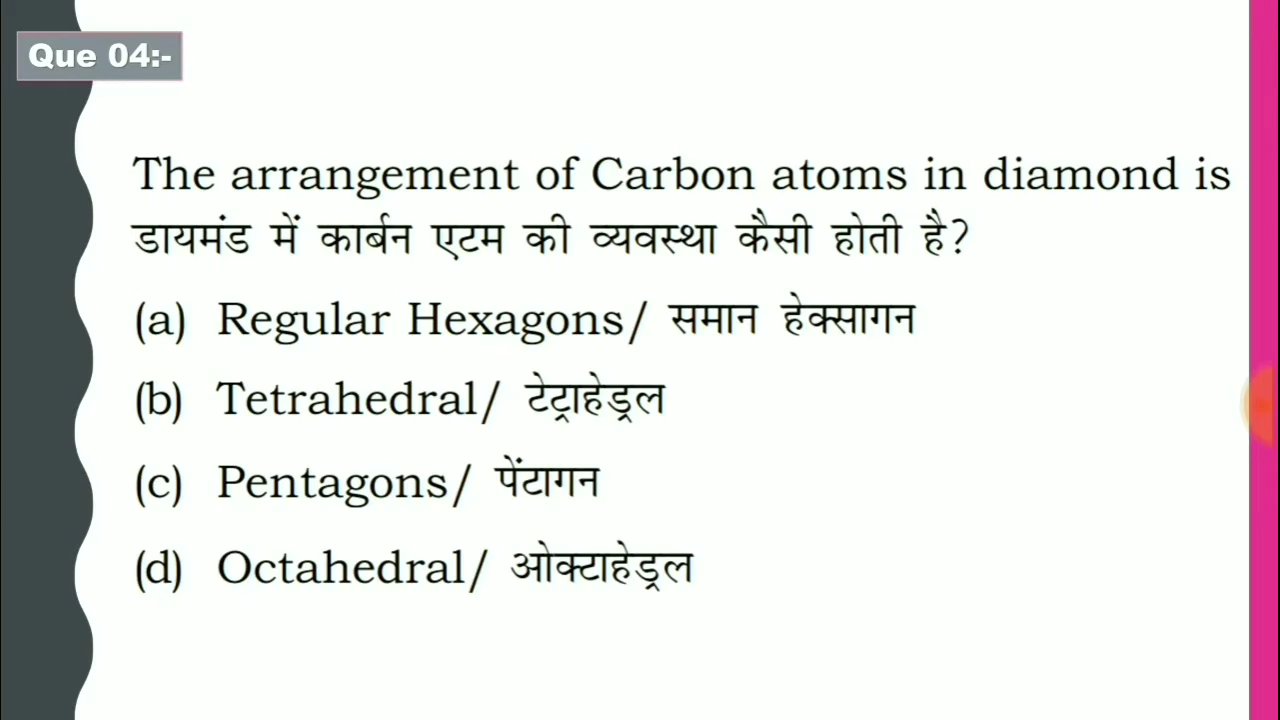 Que 04:-
The arrangement of Carbon atoms in diamond is
डायमंड में कार्बन एटम की व्यवस्था कैसी होती है?
(a) Regular Hexagons/ समान हेक्सागन
(b) Tetrahedral/ टेट्राहेड्रल
(c) Pentagons/ पेंटागन
(d) Octahedral/ ओक्टाहेड्रल